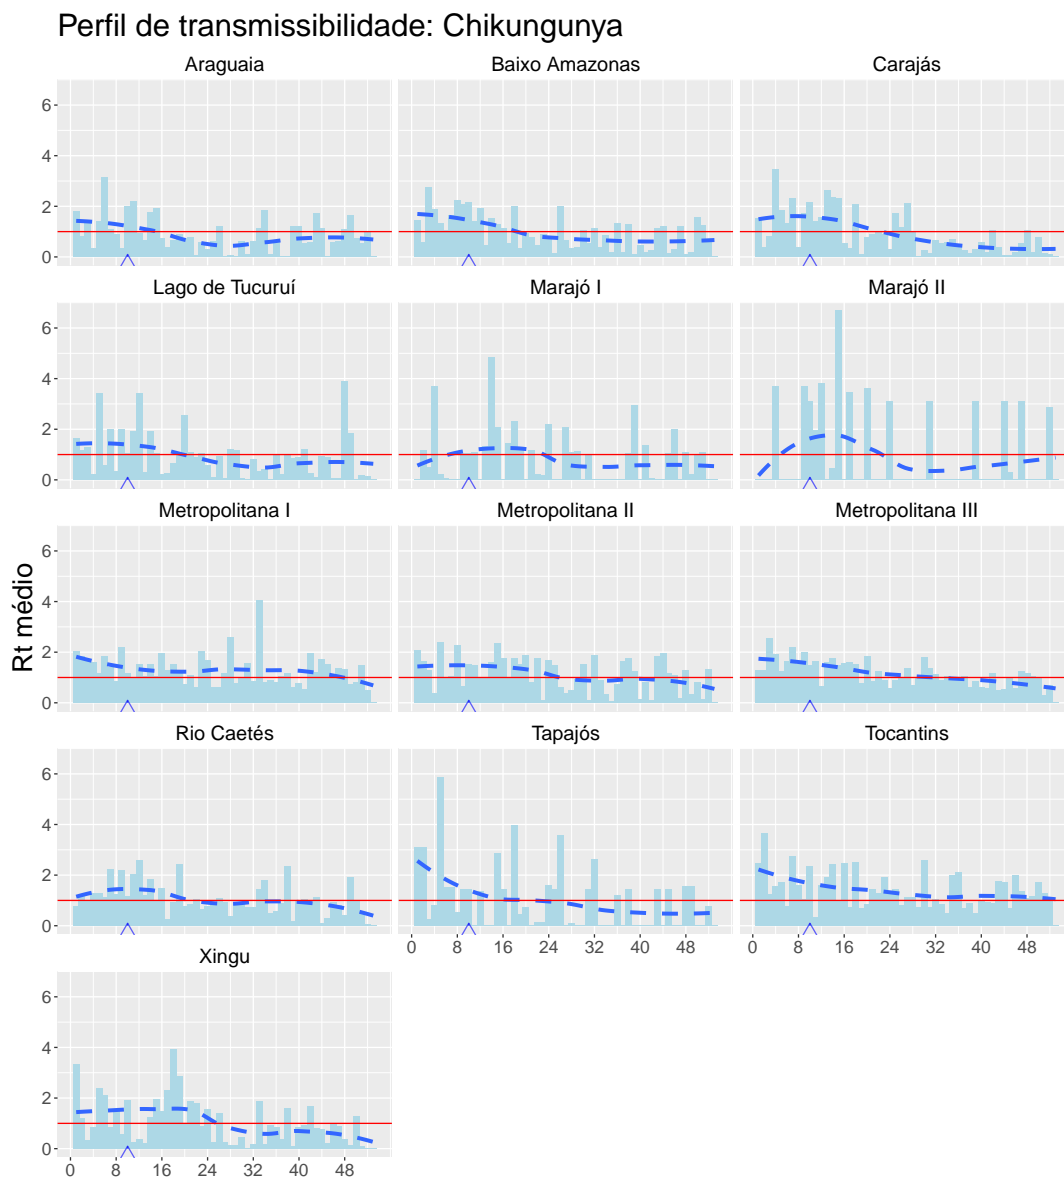 Perfil de transmissibilidade: Chikungunya
Araguaia
Baixo Amazonas
Carajás
6
4
2
0
Lago de Tucuruí
Marajó I
Marajó II
6
4
2
0
Metropolitana I
Metropolitana II
Metropolitana III
6
4
2
0
Rt médio
Rio Caetés
Tapajós
Tocantins
6
4
2
0
0 8 16 24 32 40 48
0 8 16 24 32 40 48
Xingu
6
4
2
0
0 8 16 24 32 40 48